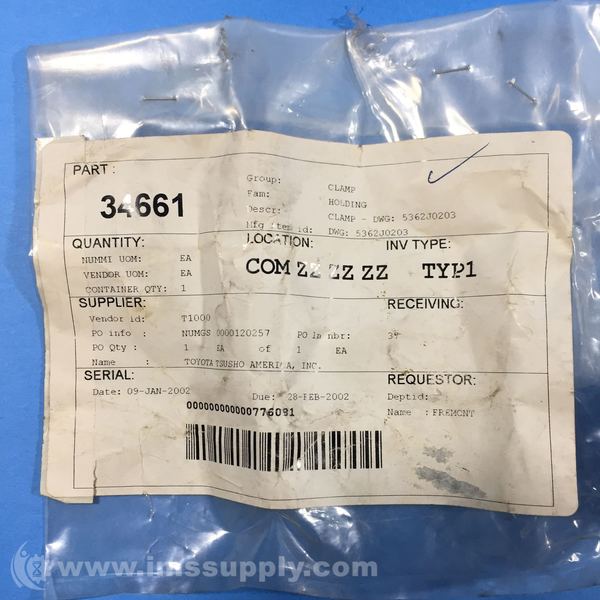 PART:
34661
Group: CLAMP
Fam: HOLDING
Descr: CLAMP - DWG: 5362J0203
Mfg item id: DWG: 5362J0203
QUANTITY:
NUMMI UOM: EA
VENDOR UOM: EA
CONTAINER QTY: 1
LOCATION:
COM ZZ ZZ ZZ
INV TYPE:
TYP1
SUPPLIER:
Vendor id: T1000
PO info : NUMGS 0000120257 PO ln nbr: 37
PO Qty : 1 EA of 1 EA
Name : TOYOTA TSUSHO AMERICA, INC.
RECEIVING:
SERIAL:
Date: 09-JAN-2002 Due: 28-FEB-2002
00000000000776081
REQUESTOR:
Deptid:
Name : FREMONT
www.imssupply.com